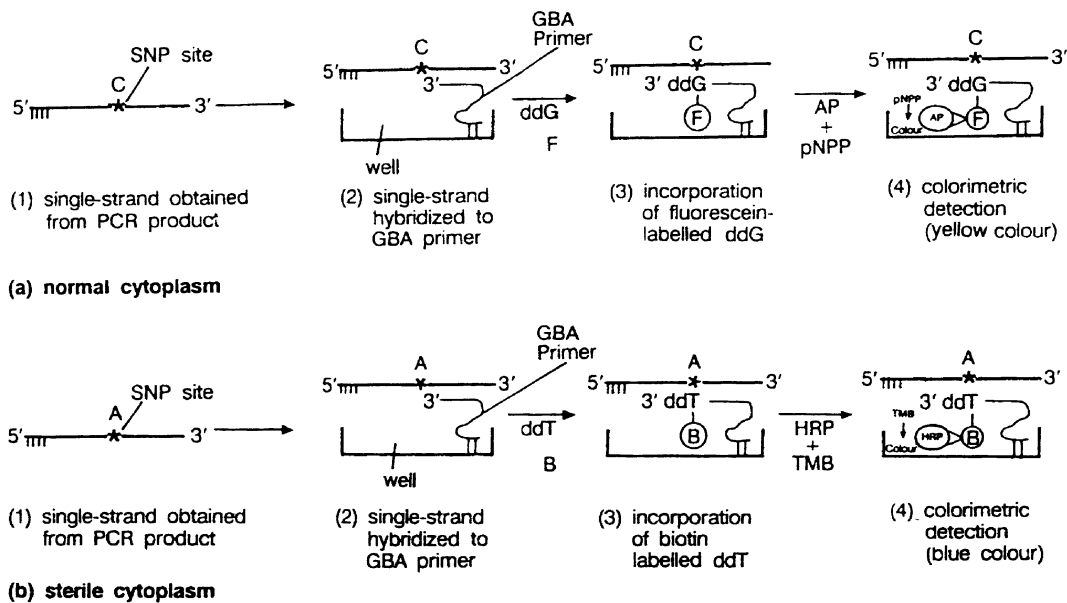 SNP site
C
5′ 3′
GBA
Primer
C
5′ 3′
3′
well
ddG
F
C
5′
3′ ddG
F
AP
+
pNPP
C
5′ 3′
3′ ddG
pNPP
AP F
Colour
(1) single-strand obtained
from PCR product
(2) single-strand
hybridized to
GBA primer
(3) incorporation
of fluorescein-
labelled ddG
(4) colorimetric
detection
(yellow colour)
(a) normal cytoplasm
SNP site
A
5′ 3′
GBA
Primer
A
5′ 3′
3′
well
ddT
B
A
5′ 3′
3′ ddT
B
HRP
+
TMB
A
5′ 3′
3′ ddT
TMB
HRP B
Colour
(1) single-strand obtained
from PCR product
(2) single-strand
hybridized to
GBA primer
(3) incorporation
of biotin
labelled ddT
(4) colorimetric
detection
(blue colour)
(b) sterile cytoplasm